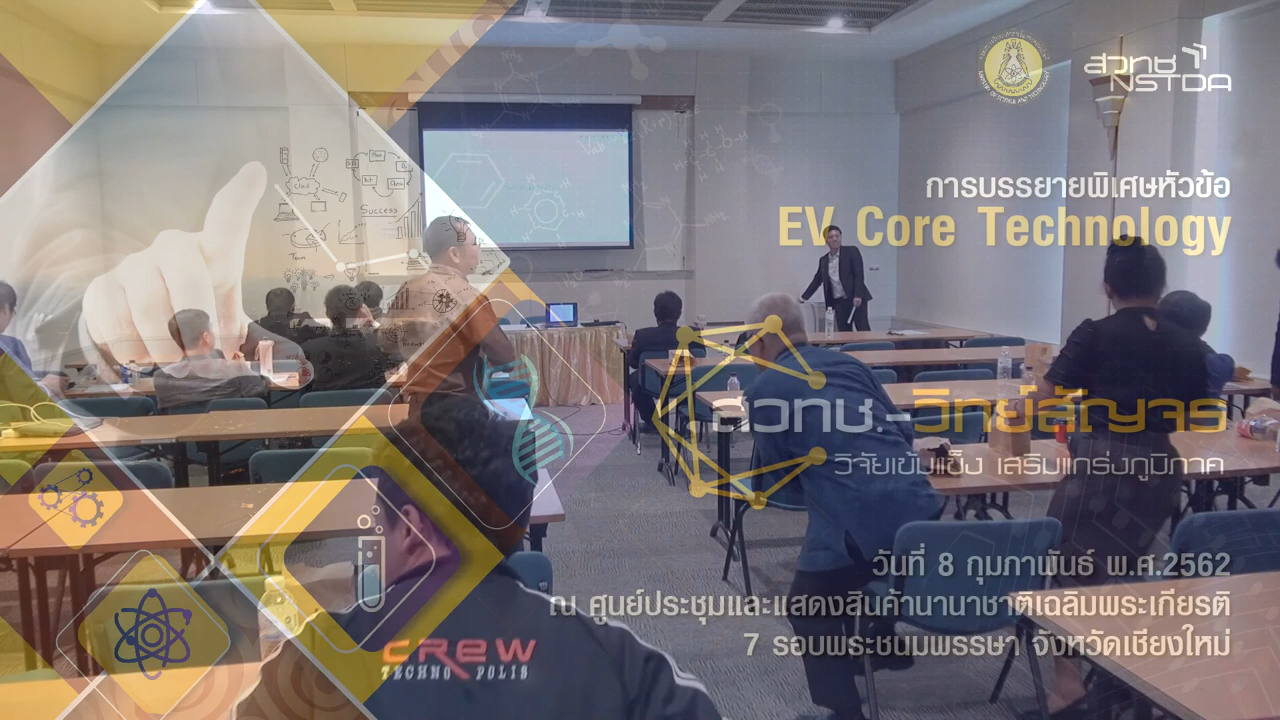 สวทช
NSTDA
การบรรยายพิเศษหัวข้อ
EV Core Technology
Success
สวทช.-วิทย์สัญจร
วิจัยเข้มแข็ง เสริมแกร่งภูมิภาค
วันที่ 8 กุมภาพันธ์ พ.ศ.2562
ณ ศูนย์ประชุมและแสดงสินค้านานาชาติเฉลิมพระเกียรติ
7 รอบพระชนมพรรษา จังหวัดเชียงใหม่
CREW
TECHNOPOLIS